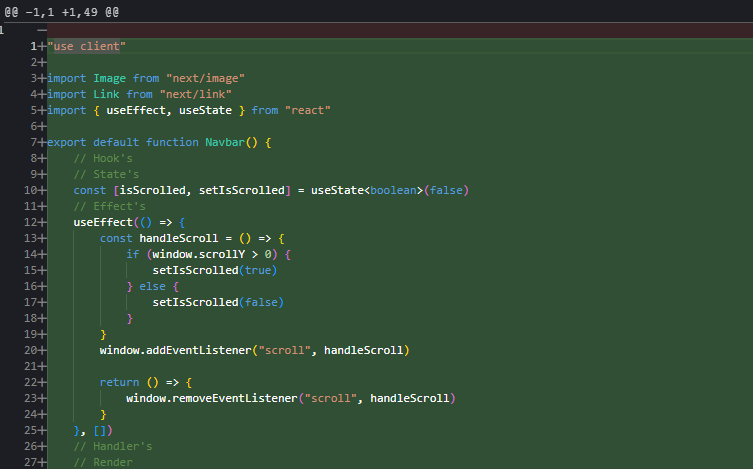 @@ -1,1 +1,49 @@
1 -
1+"use client"
2+
3+import Image from "next/image"
4+import Link from "next/link"
5+import { useEffect, useState } from "react"
6+
7+export default function Navbar() {
8+    // Hook's
9+    // State's
10+    const [isScrolled, setIsScrolled] = useState<boolean>(false)
11+    // Effect's
12+    useEffect(() => {
13+        const handleScroll = () => {
14+            if (window.scrollY > 0) {
15+                setIsScrolled(true)
16+            } else {
17+                setIsScrolled(false)
18+            }
19+        }
20+        window.addEventListener("scroll", handleScroll)
21+
22+        return () => {
23+            window.removeEventListener("scroll", handleScroll)
24+        }
25+    }, [])
26+    // Handler's
27+    // Render